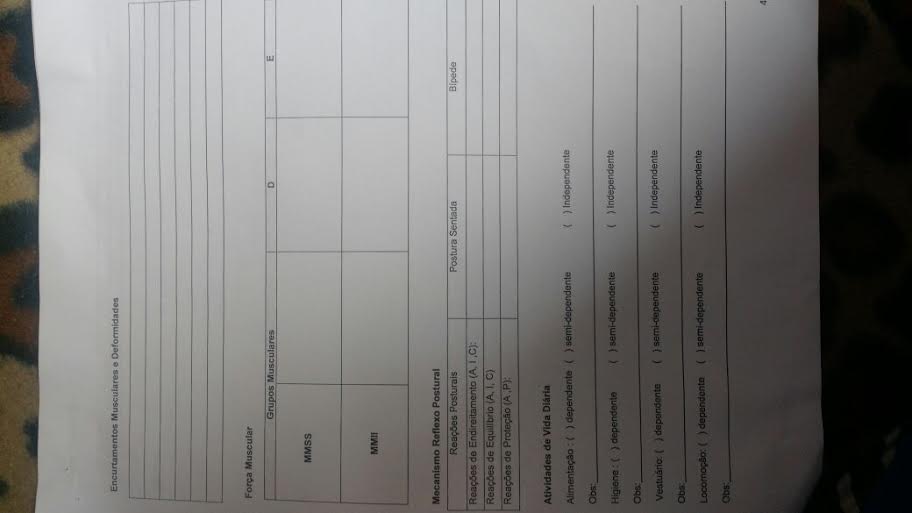 Encurtamentos Musculares e Deformidades
Força Muscular
Grupos Musculares D E
MMSS
MMII
Mecanismo Reflexo Postural
Reações Posturais Postura Sentada Bípede
Reações de Endireitamento (A, I ,C):
Reações de Equilíbrio (A, I, C)
Reações de Proteção (A ,P):
Atividades de Vida Diária
Alimentação : ( ) dependente ( ) semi-dependente ( ) Independente
Obs:
Higiene : ( ) dependente ( ) semi-dependente ( ) Independente
Obs:
Vestuário: ( ) dependente ( ) semi-dependente ( ) Independente
Obs:
Locomoção: ( ) dependente ( ) semi-dependente ( ) Independente
Obs:
4